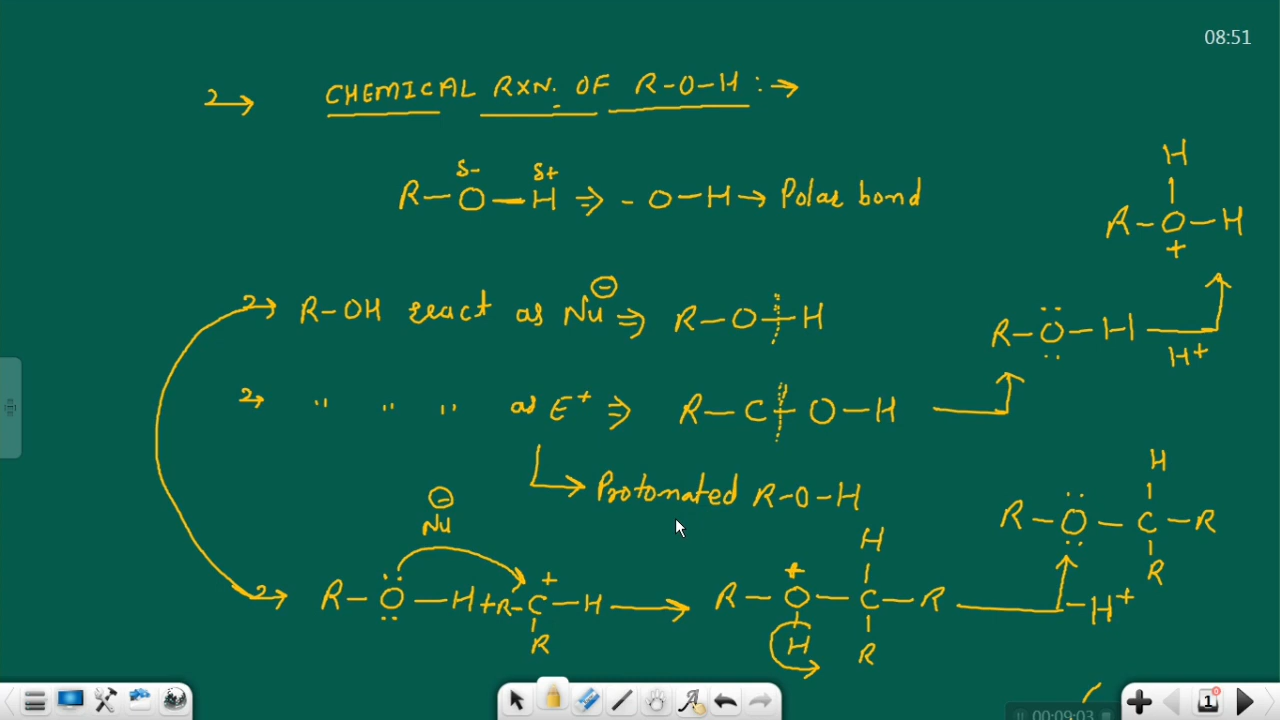 08:51
2→ CHEMICAL RXN. OF R-O-H :→
R-O^δ- -H^δ+ ⇒ -O-H → Polar bond
H
|
R-O-H
+
2→ R-OH react as Nu⊖ ⇒ R-O-H
R-Ö-H
H+
2→ " " " as E+ ⇒ R-C-O-H
Protonated R-O-H
⊖
Nu
2→ R-O-H + R-C-H
+
R
H
+
R-O-C-R
H R
-H+
H
R-O-C-R
R
00:09:03
1